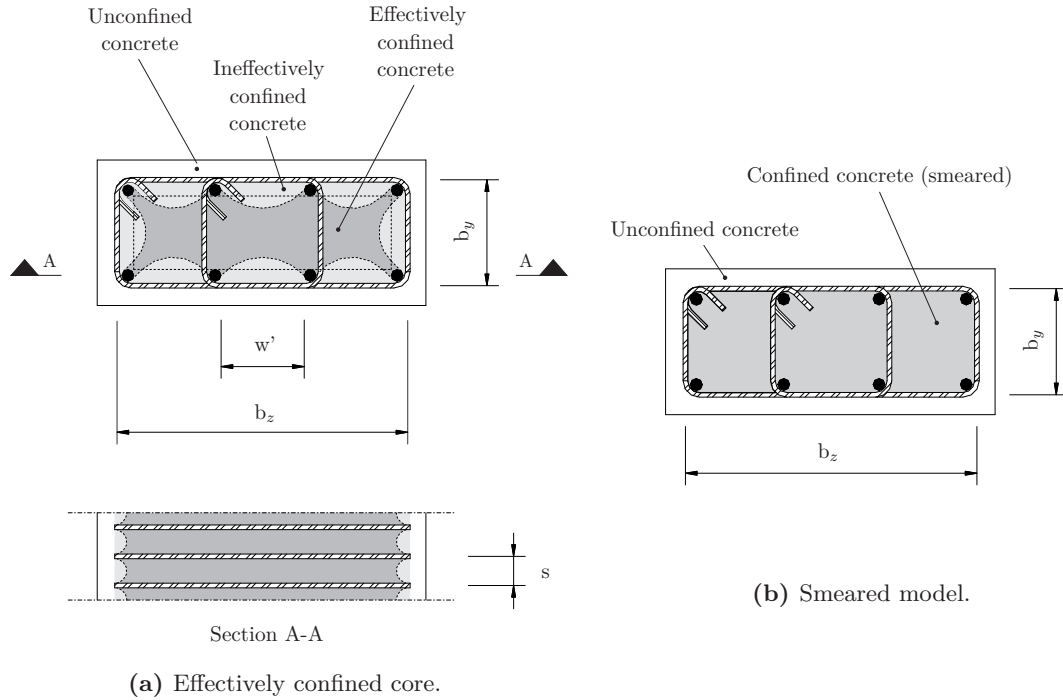 Unconfined
concrete
Ineffectively
confined
concrete
Effectively
confined
concrete
A
A
b_y
w'
b_z
s
Section A-A
(a) Effectively confined core.
Confined concrete (smeared)
Unconfined concrete
b_y
b_z
(b) Smeared model.